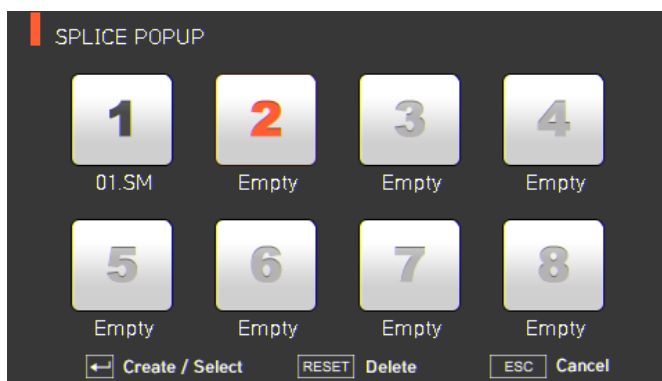 SPLICE POPUP
1 2 3 4
01.SM Empty Empty Empty
5 6 7 8
Empty Empty Empty Empty
Create / Select RESET Delete ESC Cancel